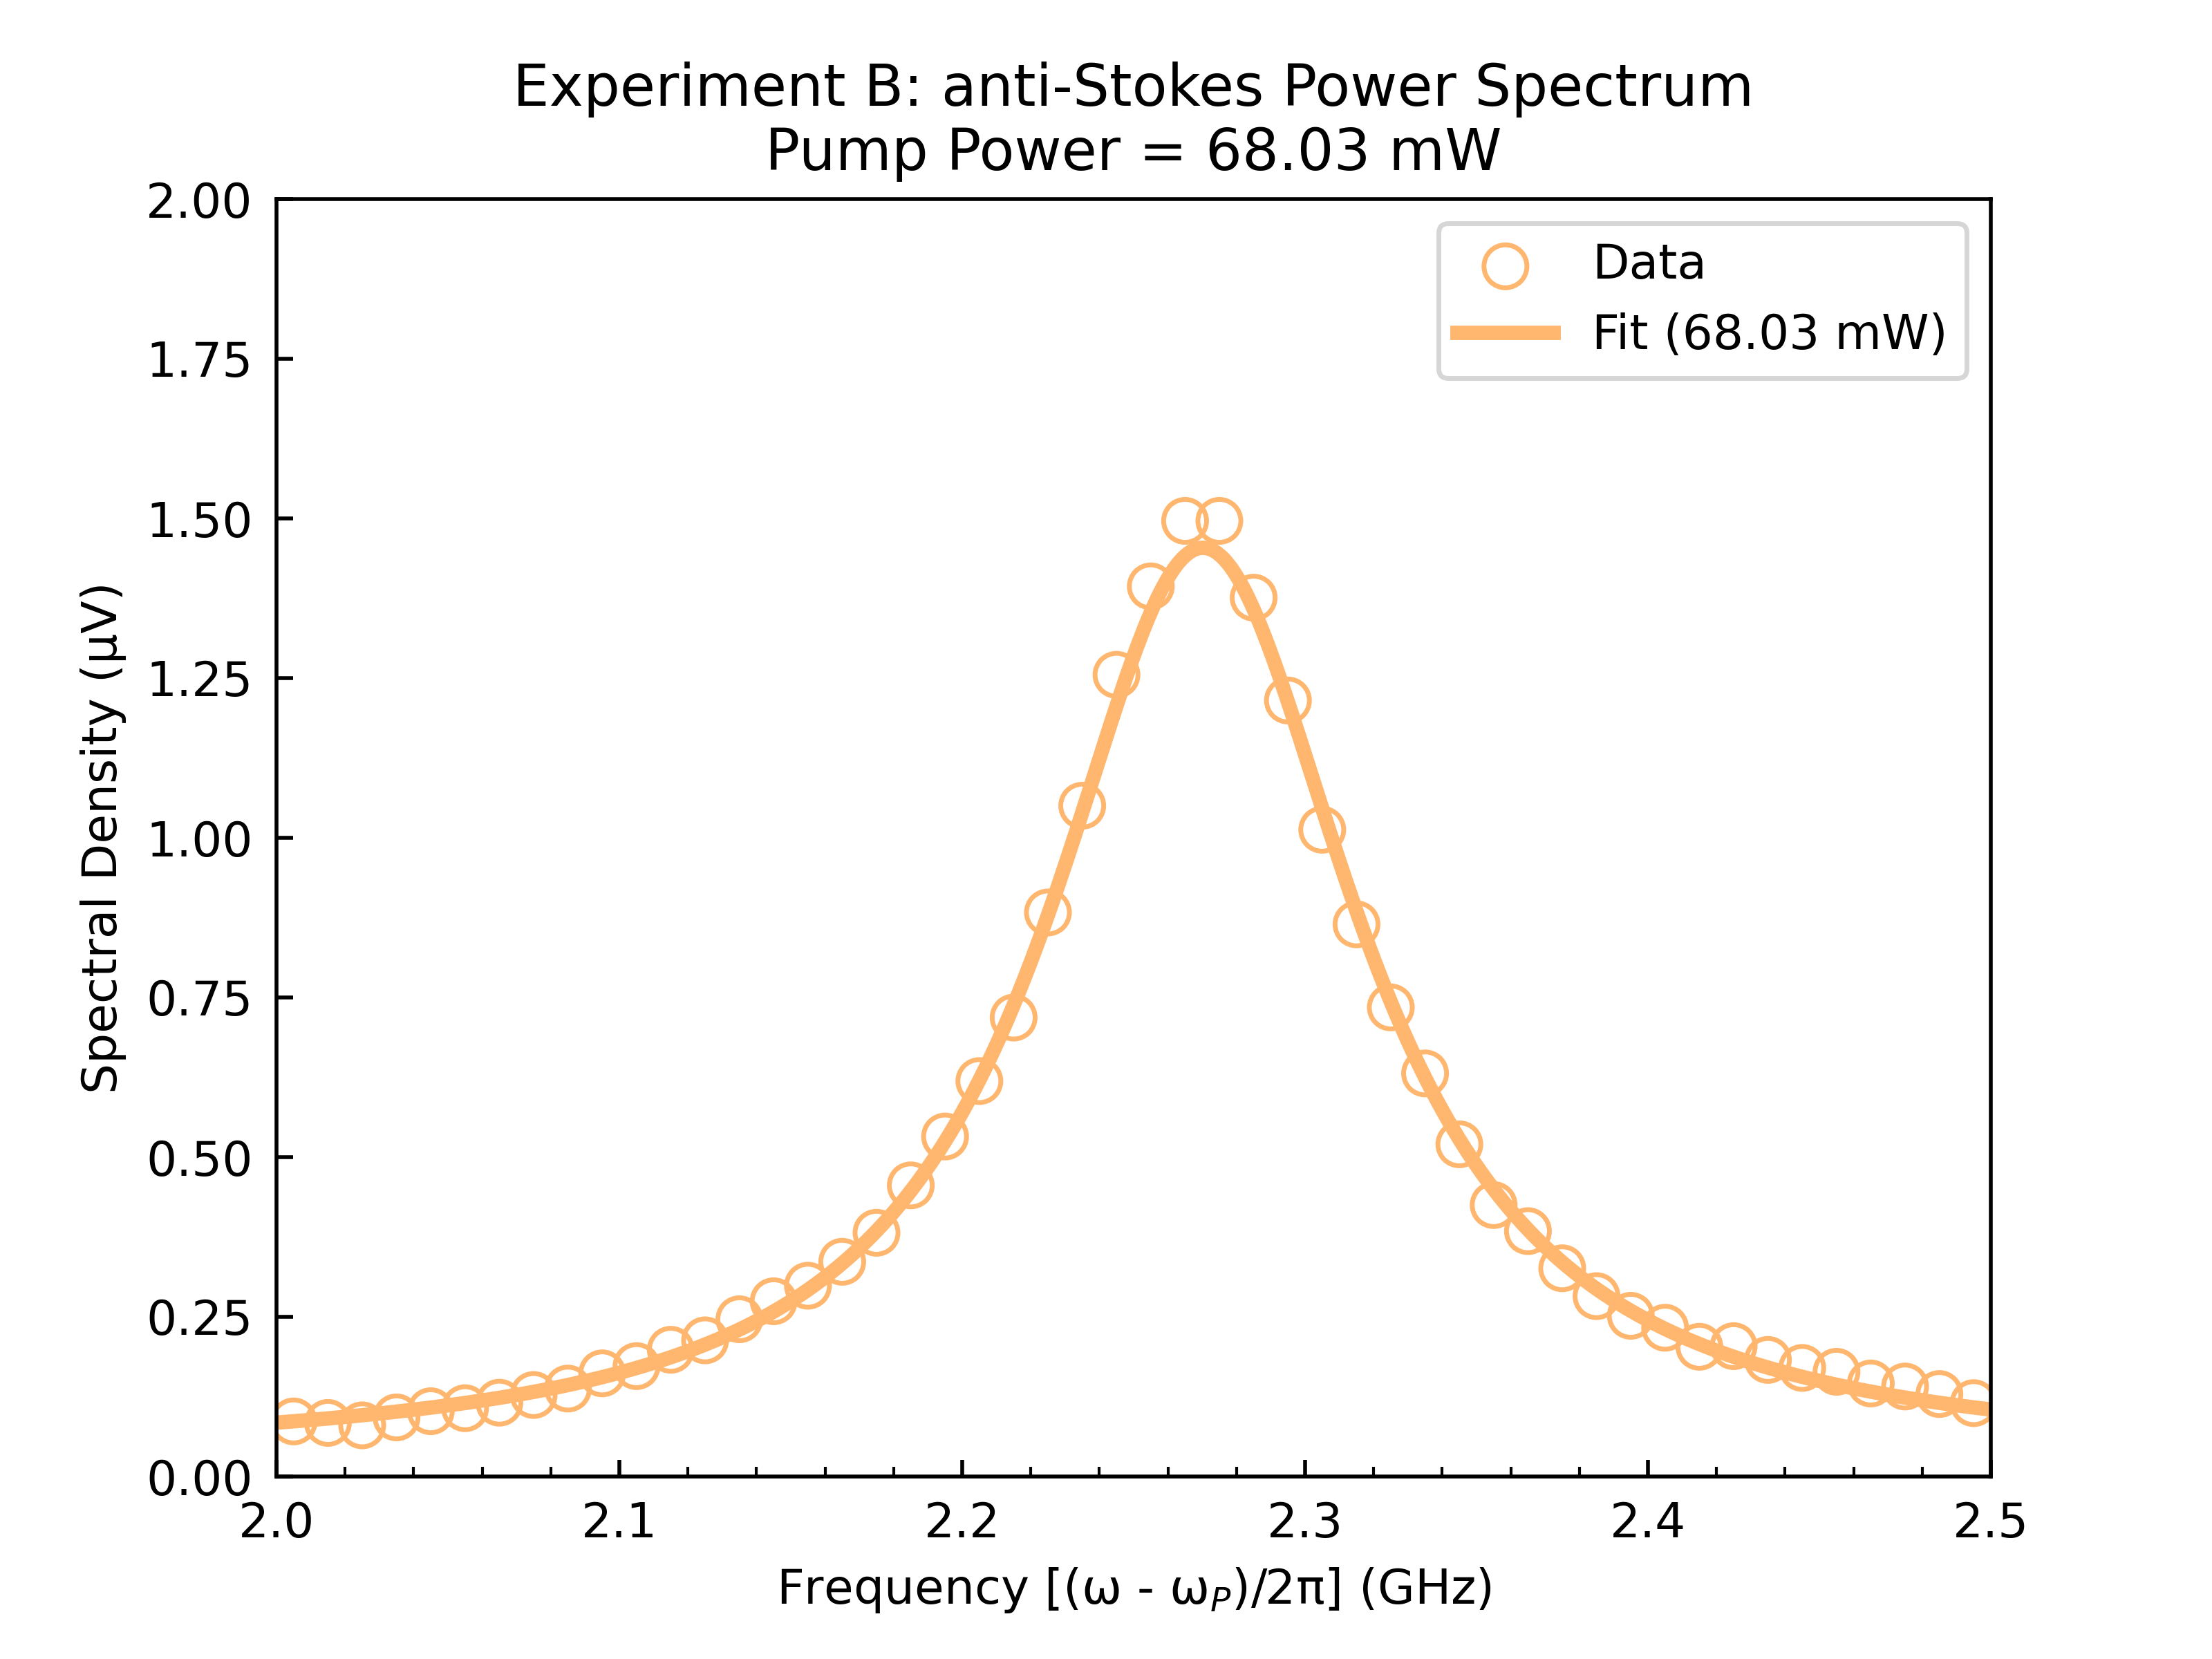 Experiment B: anti-Stokes Power Spectrum
Pump Power = 68.03 mW
Data
Fit (68.03 mW)
Spectral Density (μV)
2.00
1.75
1.50
1.25
1.00
0.75
0.50
0.25
0.00
2.0 2.1 2.2 2.3 2.4 2.5
Frequency [(ω - ωP)/2π] (GHz)